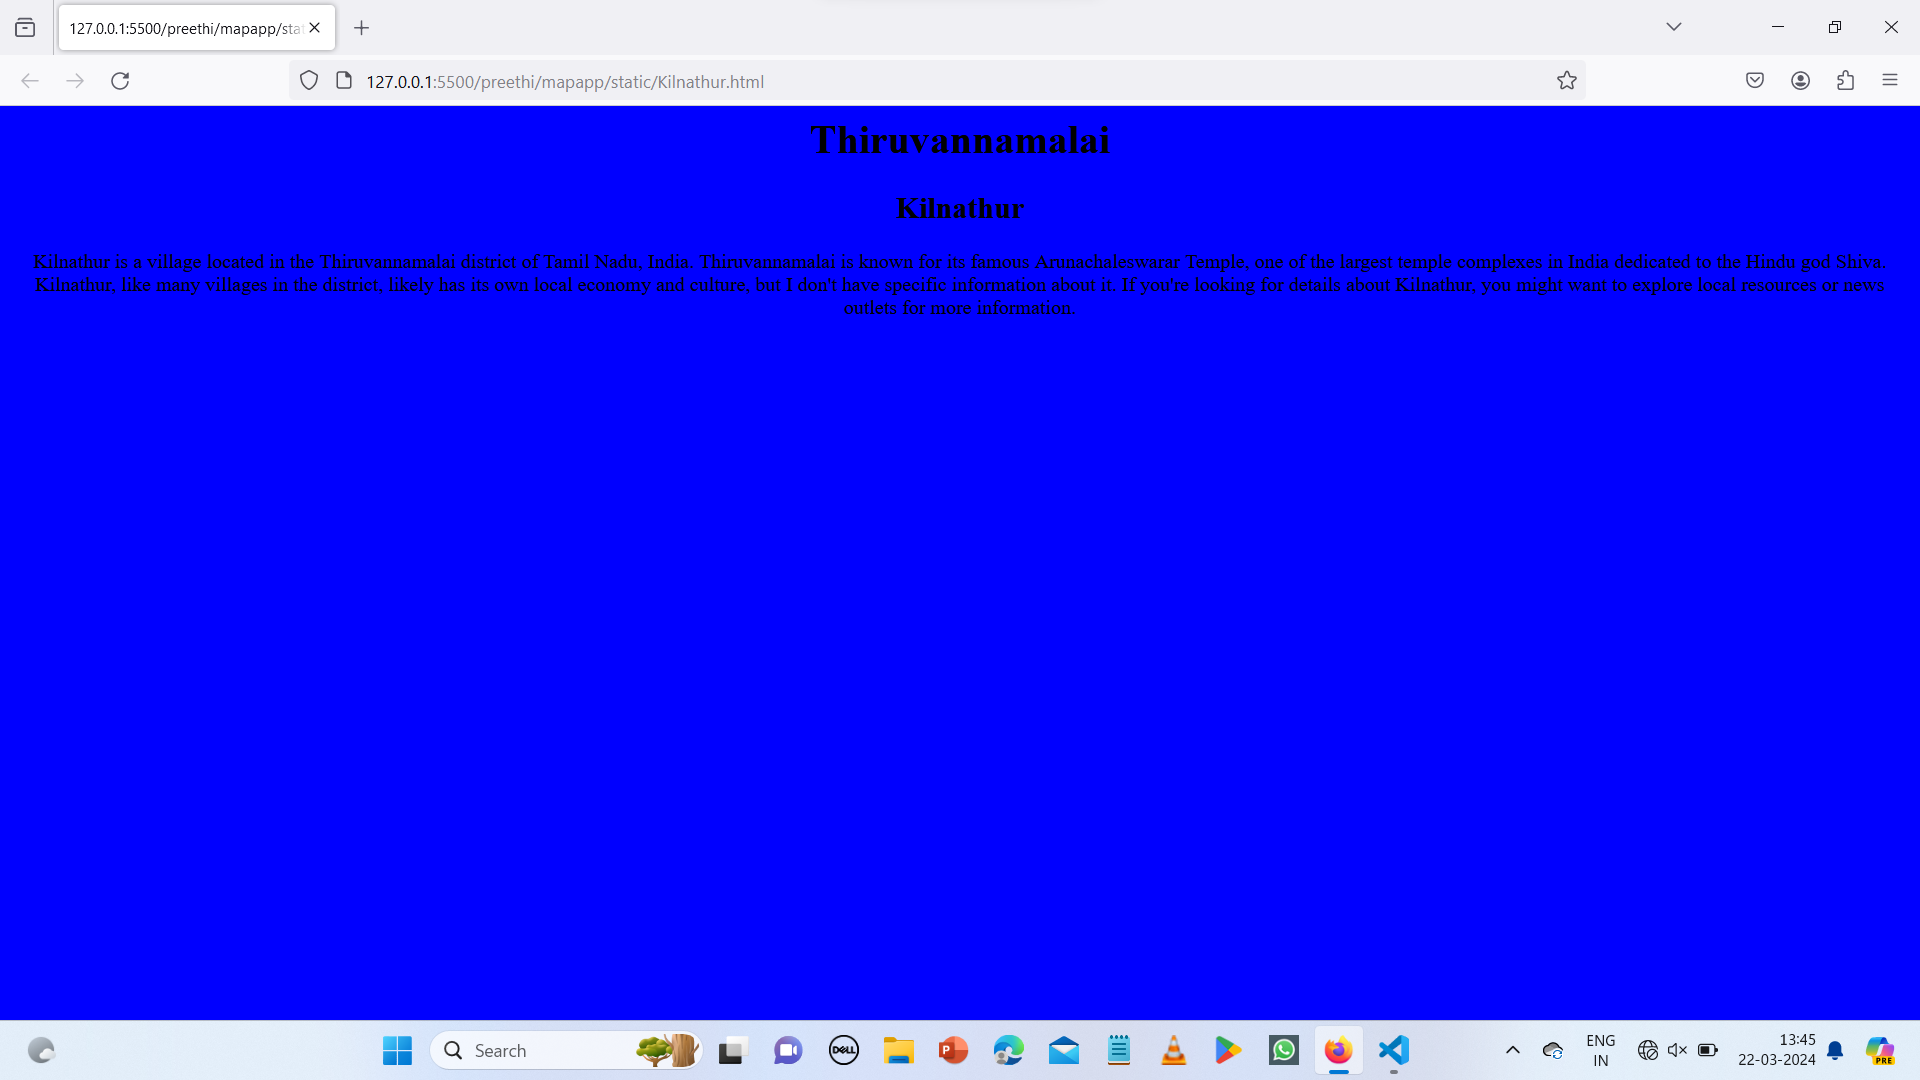 127.0.0.1:5500/preethi/mapapp/stat
127.0.0.1:5500/preethi/mapapp/static/Kilnathur.html
Thiruvannamalai
Kilnathur
Kilnathur is a village located in the Thiruvannamalai district of Tamil Nadu, India. Thiruvannamalai is known for its famous Arunachaleswarar Temple, one of the largest temple complexes in India dedicated to the Hindu god Shiva.
Kilnathur, like many villages in the district, likely has its own local economy and culture, but I don't have specific information about it. If you're looking for details about Kilnathur, you might want to explore local resources or news
outlets for more information.
Search
DELL
P
ENG
IN
13:45
22-03-2024
PRE